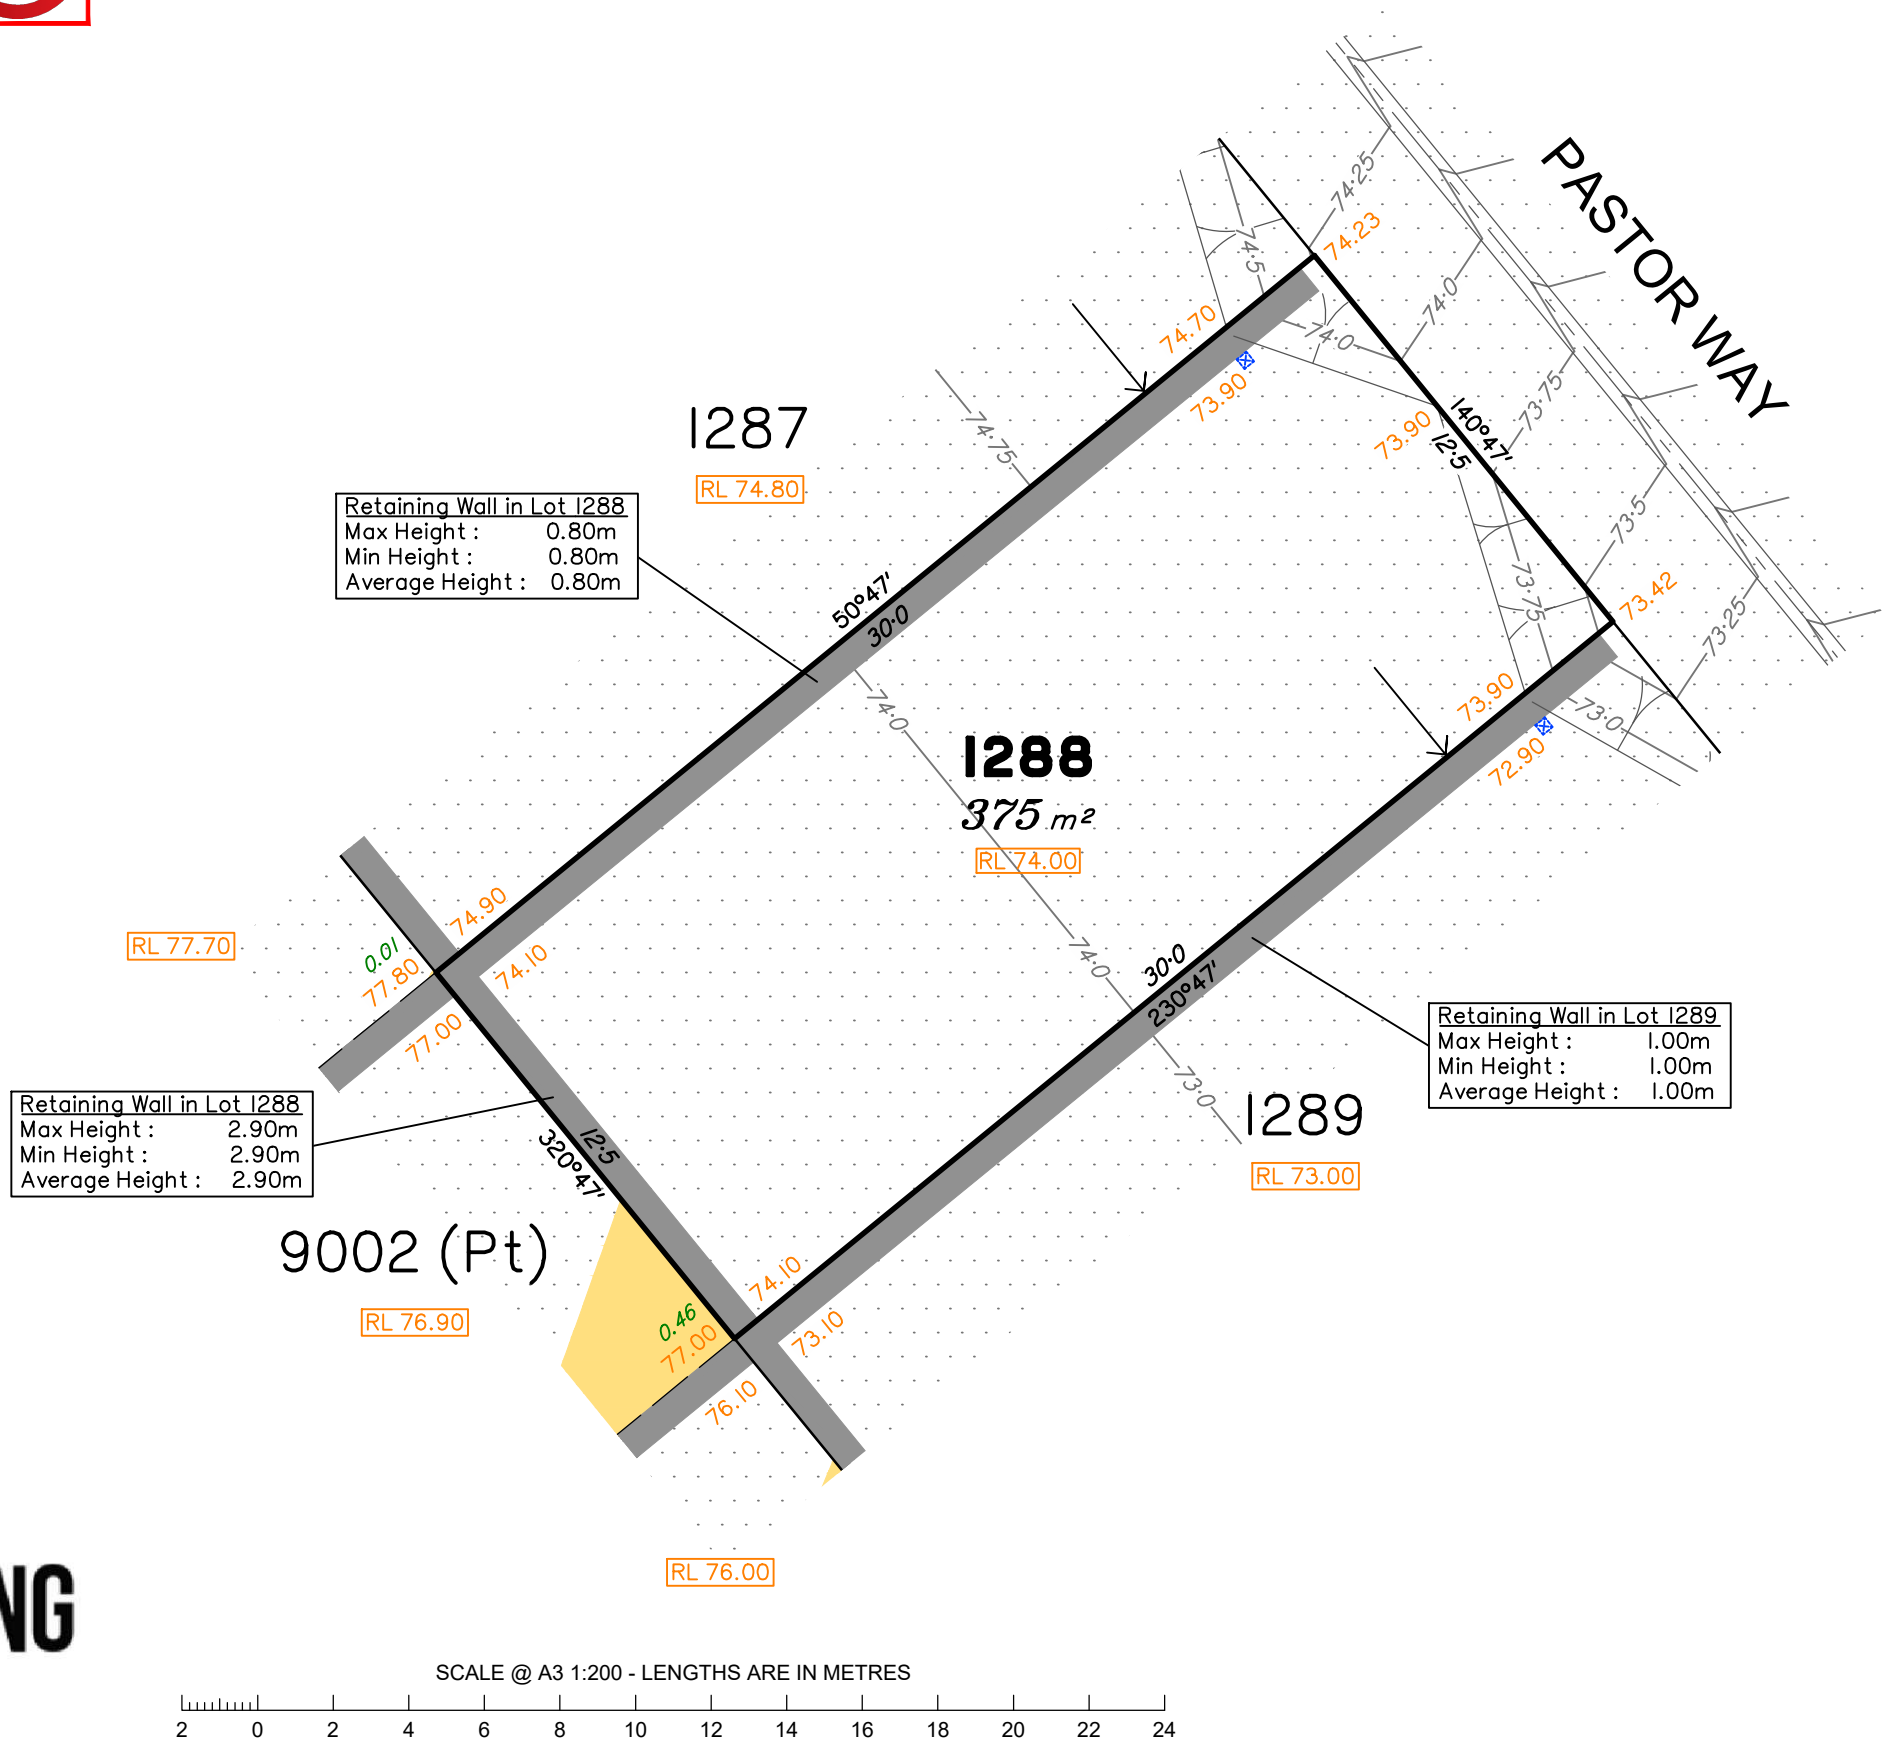 PASTOR WAY
74·25
74.23
74·5
74.70
74·0
74·0
73.90
1287
RL 74.80
74·75
73·75
73.90
140°47'
12·5
73·5
Retaining Wall in Lot 1288
Max Height : 0.80m
Min Height : 0.80m
Average Height : 0.80m
50°47'
30·0
73·75
73.42
73·25
73.90
73·0
72.90
74·0
1288
375 m²
RL 74.00
74.90
RL 77.70
0.01
77.80
74.10
77.00
74·0
30·0
230°47'
73·0
1289
RL 73.00
Retaining Wall in Lot 1289
Max Height : 1.00m
Min Height : 1.00m
Average Height : 1.00m
Retaining Wall in Lot 1288
Max Height : 2.90m
Min Height : 2.90m
Average Height : 2.90m
12·5
320°47'
9002 (Pt)
RL 76.90
74.10
0.46
77.00
73.10
76.10
RL 76.00
NG
SCALE @ A3 1:200 - LENGTHS ARE IN METRES
2 0 2 4 6 8 10 12 14 16 18 20 22 24